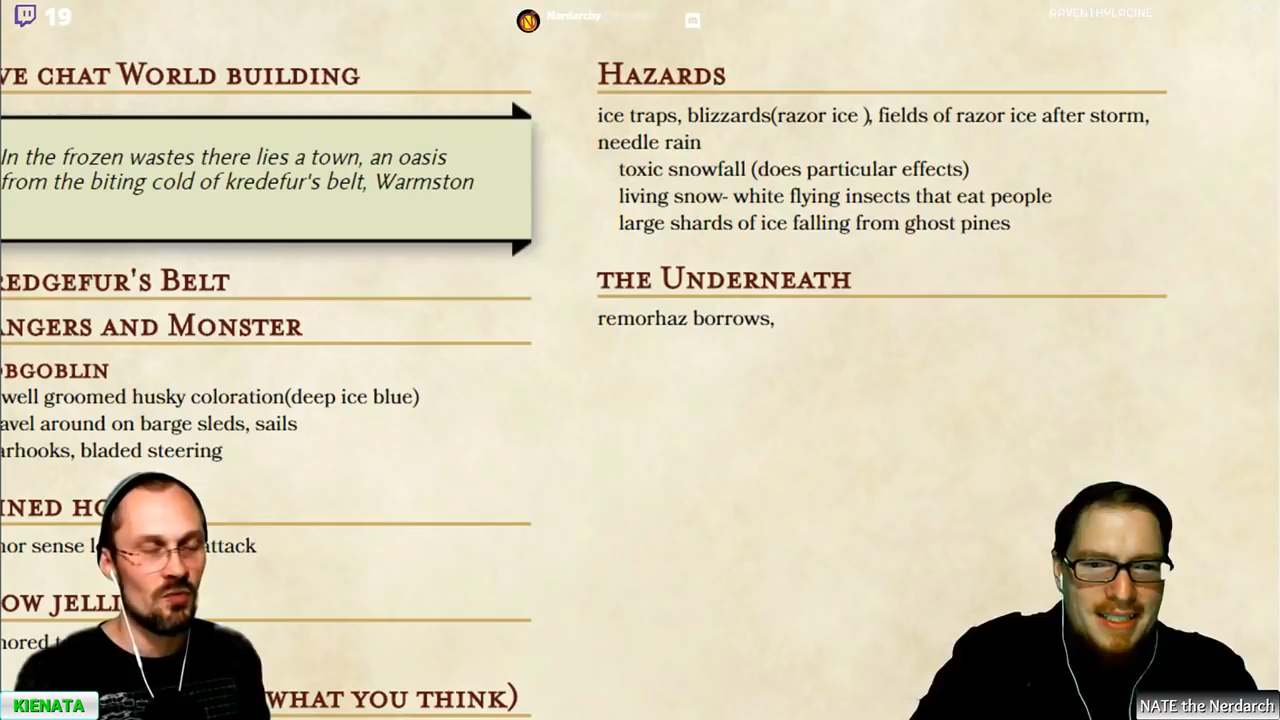 19
Nerdarchy
RAVENTHYLACINE
VE CHAT WORLD BUILDING
In the frozen wastes there lies a town, an oasis
from the biting cold of kredefur's belt, Warmston
REDGEFUR'S BELT
ANGERS AND MONSTER
OBGOBLIN
well groomed husky coloration(deep ice blue)
avel around on barge sleds, sails
arhooks, bladed steering
INED HO
nor sense
attack
OW JELLI
nored
WHAT YOU THINK)
HAZARDS
ice traps, blizzards(razor ice ), fields of razor ice after storm,
needle rain
toxic snowfall (does particular effects)
living snow- white flying insects that eat people
large shards of ice falling from ghost pines
THE UNDERNEATH
remorhaz borrows,
KIENATA
NATE the Nerdarch